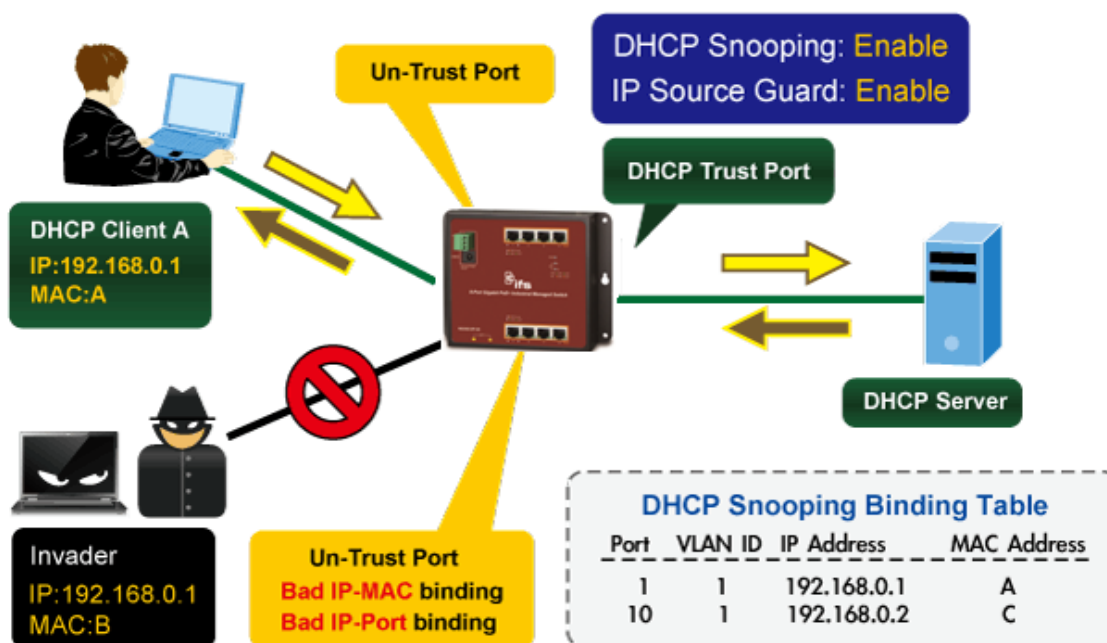 Un-Trust Port
DHCP Snooping: Enable
IP Source Guard: Enable
DHCP Trust Port
DHCP Client A
IP:192.168.0.1
MAC:A
ifs
DHCP Server
Invader
IP:192.168.0.1
MAC:B
Un-Trust Port
Bad IP-MAC binding
Bad IP-Port binding
DHCP Snooping Binding Table
Port VLAN ID IP Address MAC Address
1 1 192.168.0.1 A
10 1 192.168.0.2 C